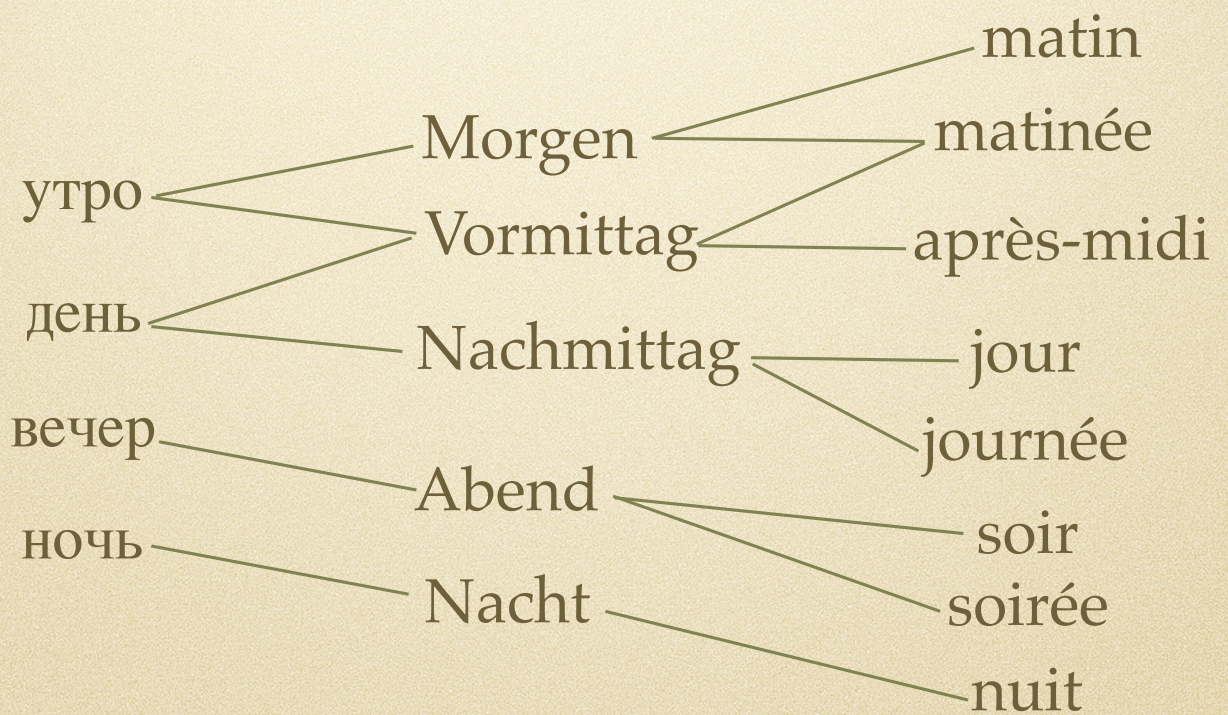 утро
день
вечер
ночь
Morgen
Vormittag
Nachmittag
Abend
Nacht
matin
matinée
après-midi
jour
journée
soir
soirée
nuit